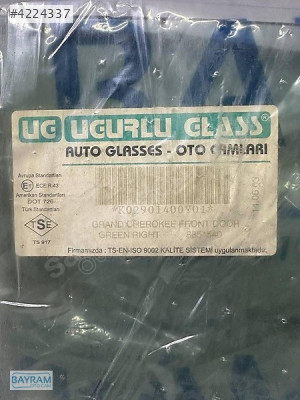 #4224337
UG UGURLU GLASS®
AUTO GLASSES - OTO CAMLARI
Avrupa Standartları
ECE R-43
Amerikan Standartları
DOT 726
Türk Standartları
TSE
TS 917
GRAND CHEROKEE FRONT DOOR
GREEN RIGHT
Firmamızda : TS-EN-ISO 9002 KALİTE SİSTEMİ uygulanmaktadır.
BAYRAM